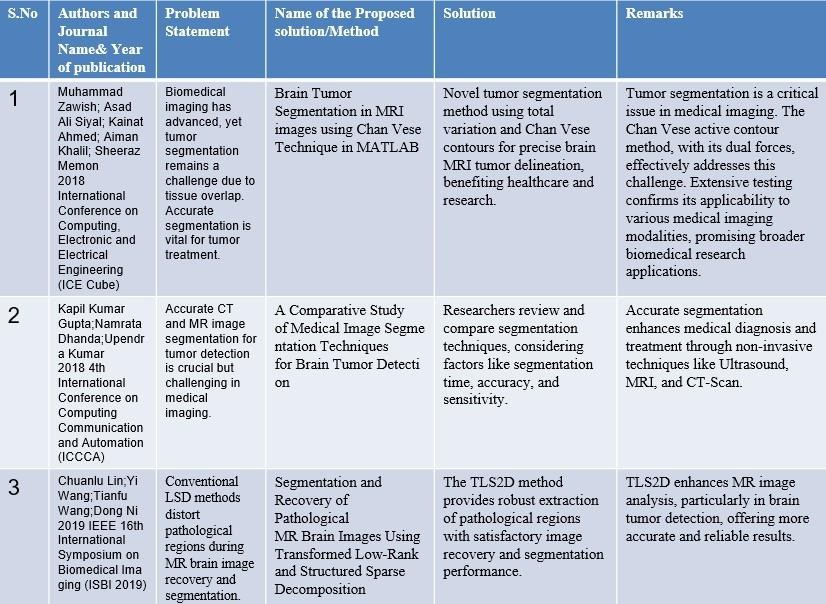 S.No
Authors and
Journal
Name& Year
of publication
Problem
Statement
Name of the Proposed
solution/Method
Solution
Remarks
1
Muhammad
Zawish; Asad
Ali Siyal; Kainat
Ahmed; Aiman
Khalil; Sheeraz
Memon
2018
International
Conference on
Computing,
Electronic and
Electrical
Engineering
(ICE Cube)
Biomedical
imaging has
advanced, yet
tumor
segmentation
remains a
challenge due to
tissue overlap.
Accurate
segmentation is
vital for tumor
treatment.
Brain Tumor
Segmentation in MRI
images using Chan Vese
Technique in MATLAB
Novel tumor segmentation
method using total
variation and Chan Vese
contours for precise brain
MRI tumor delineation,
benefiting healthcare and
research.
Tumor segmentation is a critical
issue in medical imaging. The
Chan Vese active contour
method, with its dual forces,
effectively addresses this
challenge. Extensive testing
confirms its applicability to
various medical imaging
modalities, promising broader
biomedical research
applications.
2
Kapil Kumar
Gupta;Namrata
Dhanda;Upendr
a Kumar
2018 4th
International
Conference on
Computing
Communication
and Automation
(ICCCA)
Accurate CT
and MR image
segmentation for
tumor detection
is crucial but
challenging in
medical
imaging.
A Comparative Study
of Medical Image Segme
ntation Techniques
for Brain Tumor Detecti
on
Researchers review and
compare segmentation
techniques, considering
factors like segmentation
time, accuracy, and
sensitivity.
Accurate segmentation
enhances medical diagnosis and
treatment through non-invasive
techniques like Ultrasound,
MRI, and CT-Scan.
3
Chuanlu Lin;Yi
Wang;Tianfu
Wang;Dong Ni
2019 IEEE 16th
International
Symposium on
Biomedical Ima
ging (ISBI 2019)
Conventional
LSD methods
distort
pathological
regions during
MR brain image
recovery and
segmentation.
Segmentation and
Recovery of
Pathological
MR Brain Images Using
Transformed Low-Rank
and Structured Sparse
Decomposition
The TLS2D method
provides robust extraction
of pathological regions
with satisfactory image
recovery and segmentation
performance.
TLS2D enhances MR image
analysis, particularly in brain
tumor detection, offering more
accurate and reliable results.